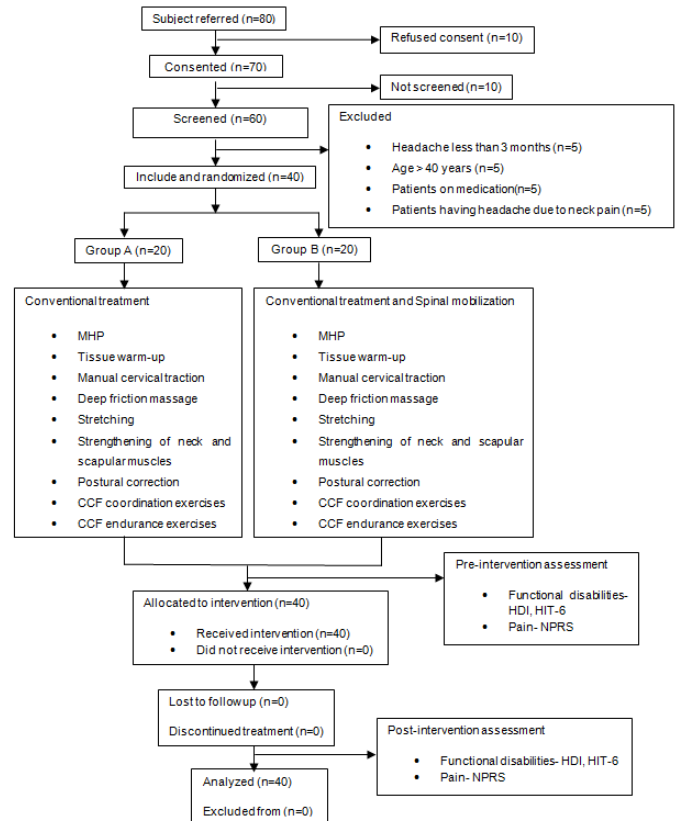 Subject referred (n=80)
Refused consent (n=10)
Consented (n=70)
Not screened (n=10)
Screened (n=60)
Excluded
• Headache less than 3 months (n=5)
• Age > 40 years (n=5)
• Patients on medication(n=5)
• Patients having headache due to neck pain (n=5)
Include and randomized (n=40)
Group A (n=20)
Group B (n=20)
Conventional treatment
• MHP
• Tissue warm-up
• Manual cervical traction
• Deep friction massage
• Stretching
• Strengthening of neck and
scapular muscles
• Postural correction
• CCF coordination exercises
• CCF endurance exercises
Conventional treatment and Spinal mobilization
• MHP
• Tissue warm-up
• Manual cervical traction
• Deep friction massage
• Stretching
• Strengthening of neck and scapular
muscles
• Postural correction
• CCF coordination exercises
• CCF endurance exercises
Pre-intervention assessment
• Functional disabilities-
HDI, HIT-6
• Pain- NPRS
Allocated to intervention (n=40)
• Received intervention (n=40)
• Did not receive intervention (n=0)
Lost to followup (n=0)
Discontinued treatment (n=0)
Post-intervention assessment
• Functional disabilities- HDI, HIT-6
• Pain- NPRS
Analyzed (n=40)
Excluded from (n=0)